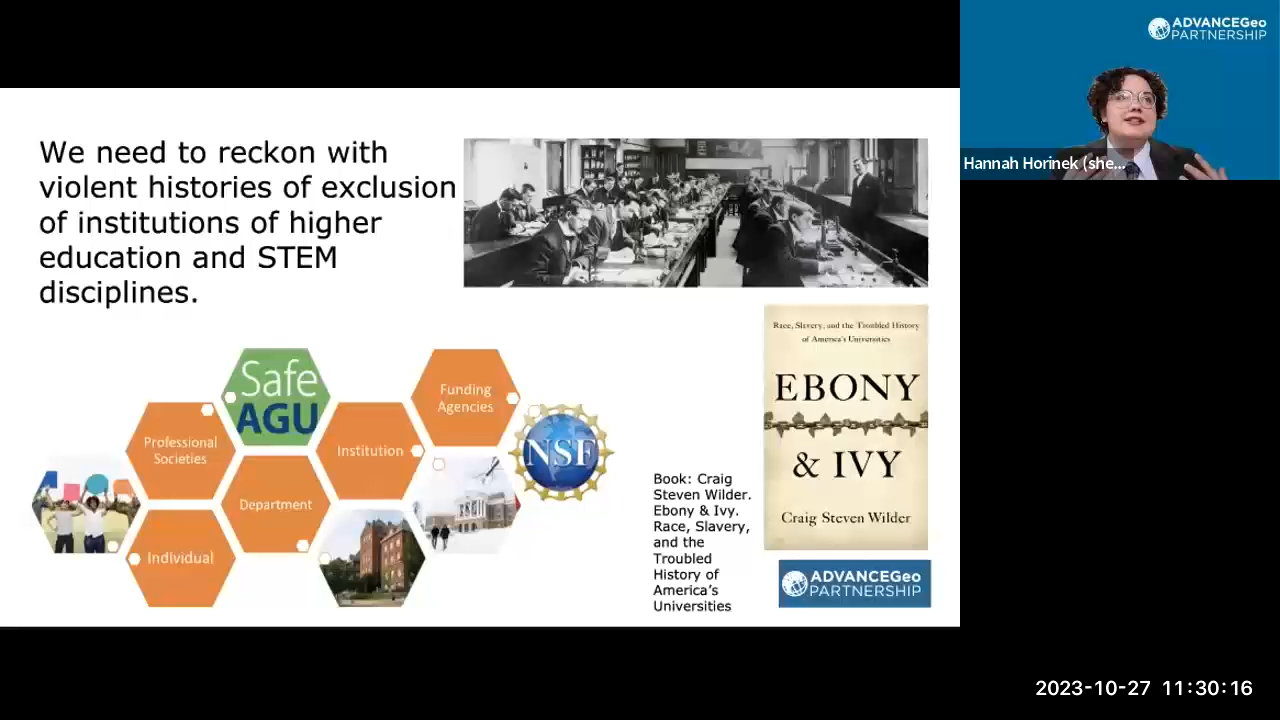 ADVANCEGeo
PARTNERSHIP
Hannah Horinek (she...
We need to reckon with
violent histories of exclusion
of institutions of higher
education and STEM
disciplines.
Safe
AGU
Funding
Agencies
Professional
Societies
Institution
NSF
Department
Individual
Book: Craig
Steven Wilder.
Ebony & Ivy.
Race, Slavery,
and the
Troubled
History of
America's
Universities
Race, Slavery, and the Troubled History
of America's Universities
EBONY
& IVY
Craig Steven Wilder
ADVANCEGeo
PARTNERSHIP
2023-10-27 11:30:16